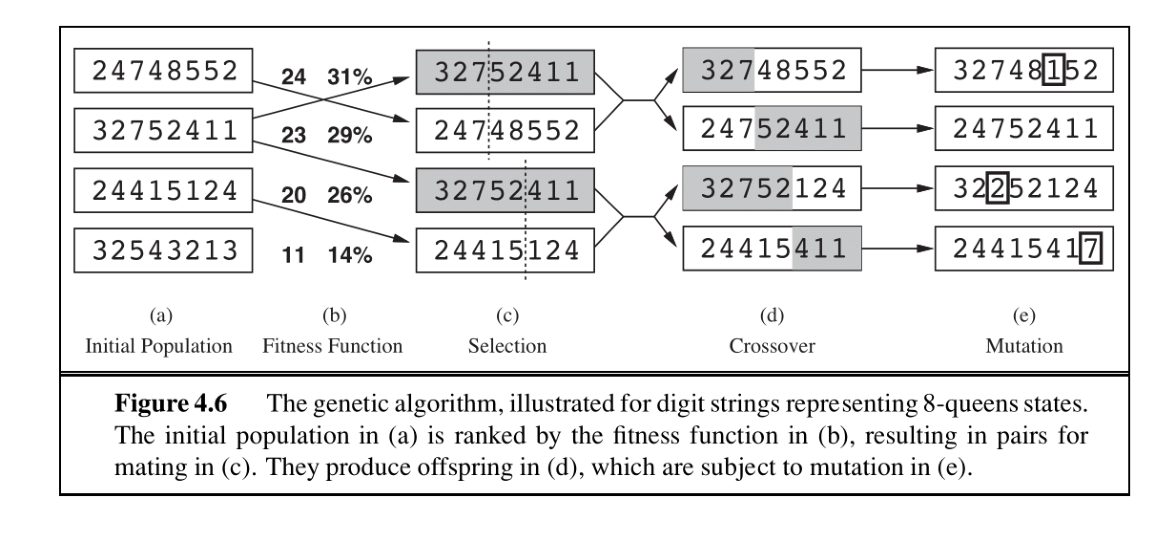 24748552 24 31% 32752411 32748552 32748152
32752411 23 29% 24748552 24752411 24752411
24415124 20 26% 32752411 32752124 32252124
32543213 11 14% 24415124 24415411 24415417
(a) (b) (c) (d) (e)
Initial Population Fitness Function Selection Crossover Mutation
Figure 4.6 The genetic algorithm, illustrated for digit strings representing 8-queens states.
The initial population in (a) is ranked by the fitness function in (b), resulting in pairs for
mating in (c). They produce offspring in (d), which are subject to mutation in (e).